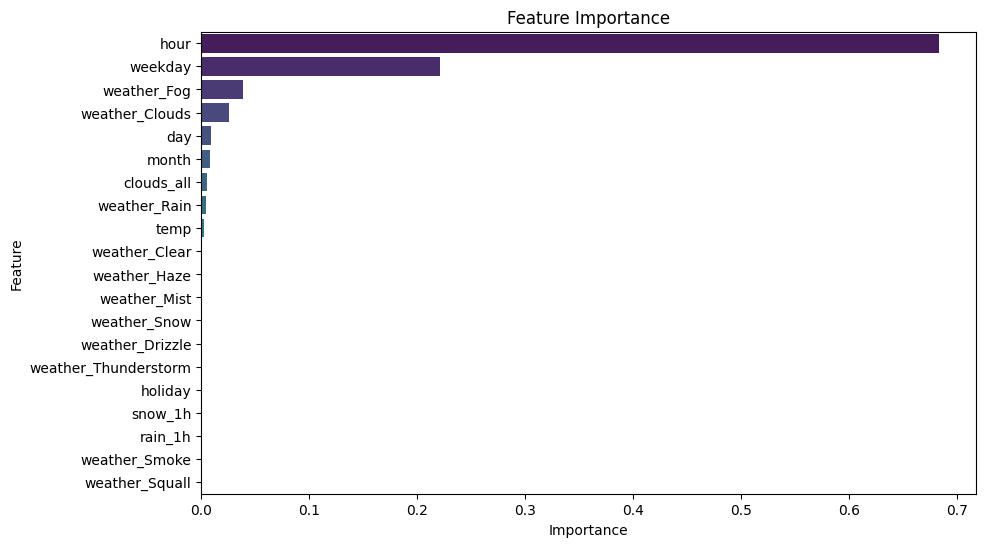 Feature Importance
Feature
hour
weekday
weather_Fog
weather_Clouds
day
month
clouds_all
weather_Rain
temp
weather_Clear
weather_Haze
weather_Mist
weather_Snow
weather_Drizzle
weather_Thunderstorm
holiday
snow_1h
rain_1h
weather_Smoke
weather_Squall
0.0 0.1 0.2 0.3 0.4 0.5 0.6 0.7
Importance